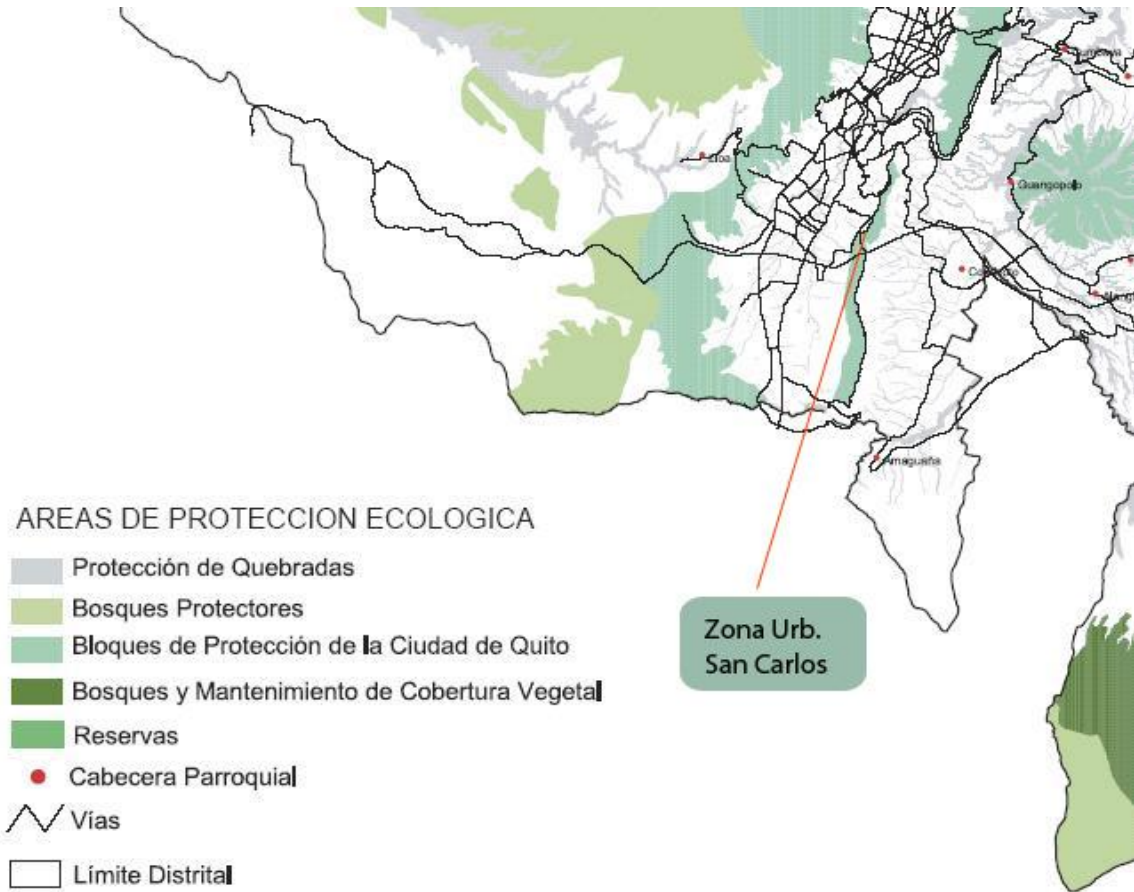 Guangopolo
Amaguaña
Zona Urb.
San Carlos
AREAS DE PROTECCION ECOLOGICA
Protección de Quebradas
Bosques Protectores
Bloques de Protección de la Ciudad de Quito
Bosques y Mantenimiento de Cobertura Vegetal
Reservas
Cabecera Parroquial
Vías
Límite Distrital